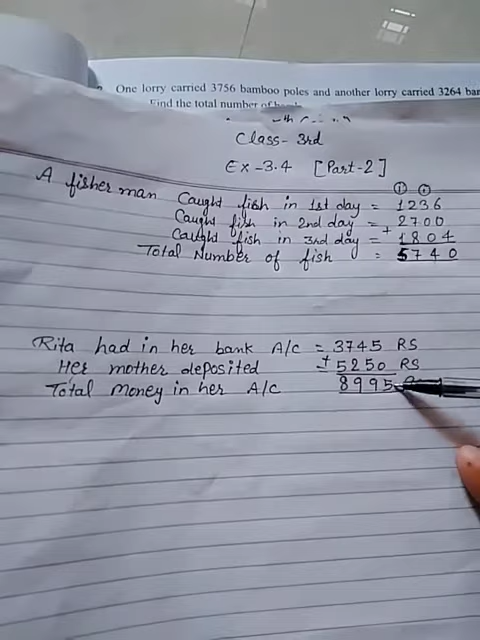 One lorry carried 3756 bamboo poles and another lorry carried 3264 bam
Find the total number of
Class- 3rd
Ex-3.4 [Part-2]
① ①
A fisherman Caught fish in 1st day = 1236
Caught fish in 2nd day = 2700
Caught fish in 3rd day = + 1804
Total Number of fish = 5740
Rita had in her bank A/C = 3745 RS
Her mother deposited = + 5250 RS
Total Money in her A/C 8995